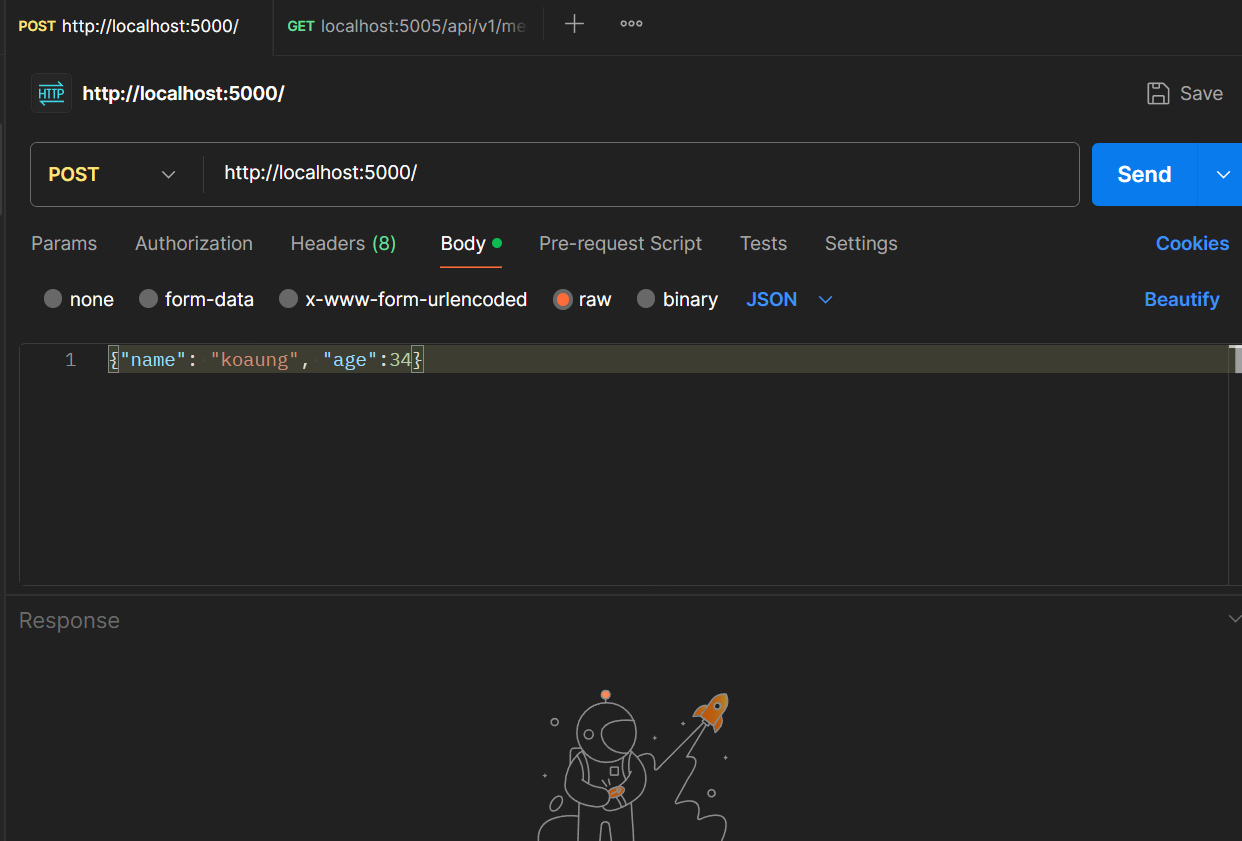 POST http://localhost:5000/ GET localhost:5005/api/v1/me
HTTP http://localhost:5000/ Save
POST http://localhost:5000/ Send
Params Authorization Headers (8) Body Pre-request Script Tests Settings Cookies
none form-data x-www-form-urlencoded raw binary JSON Beautify
1 {"name": "koaung", "age":34}
Response